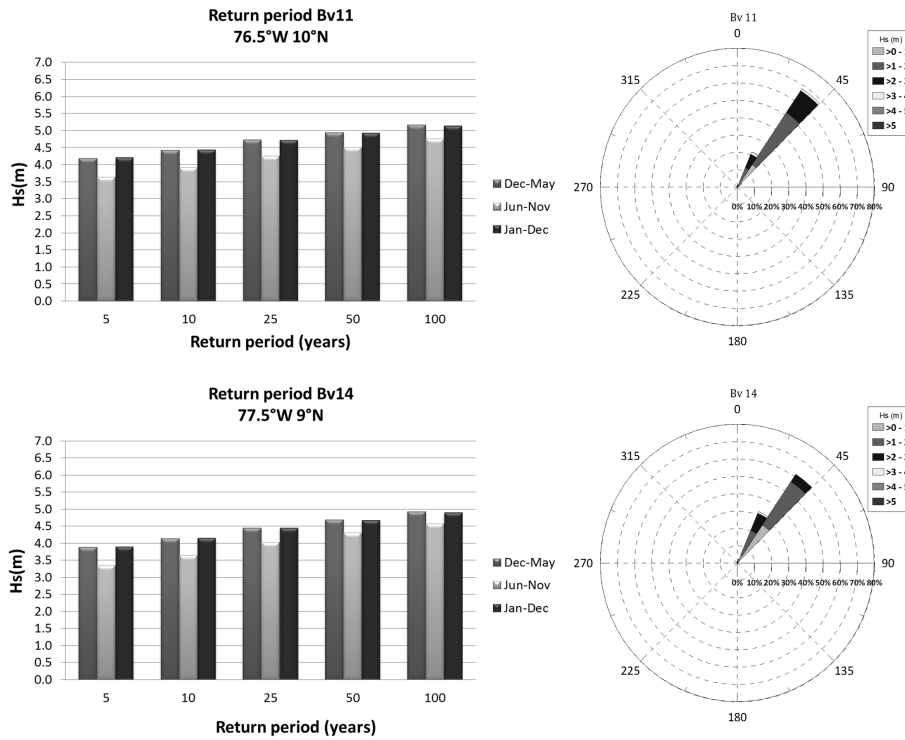 Return period Bv11
76.5°W 10°N
7.0
6.5
6.0
5.5
5.0
4.5
4.0
3.5
3.0
2.5
2.0
1.5
1.0
0.5
0.0
Hs(m)
5 10 25 50 100
Return period (years)
Dec-May
Jun-Nov
Jan-Dec
Bv 11
0
45
90
135
180
225
270
315
0% 10% 20% 30% 40% 50% 60% 70% 80%
Hs (m)
>0 -
>1 -
>2 -
>3 -
>4 -
>5
Return period Bv14
77.5°W 9°N
7.0
6.5
6.0
5.5
5.0
4.5
4.0
3.5
3.0
2.5
2.0
1.5
1.0
0.5
0.0
Hs(m)
5 10 25 50 100
Return period (years)
Dec-May
Jun-Nov
Jan-Dec
Bv 14
0
45
90
135
180
225
270
315
0% 10% 20% 30% 40% 50% 60% 70% 80%
Hs (m)
>0 -
>1 -
>2 -
>3 -
>4 -
>5